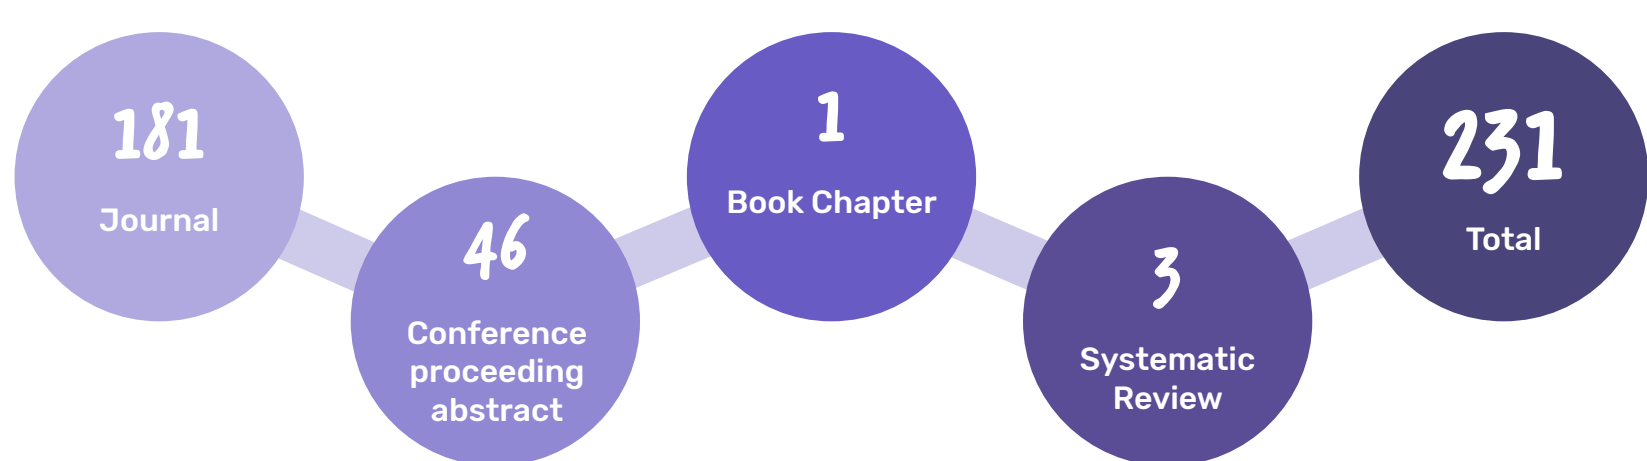 181
Journal
46
Conference
proceeding
abstract
1
Book Chapter
3
Systematic
Review
231
Total